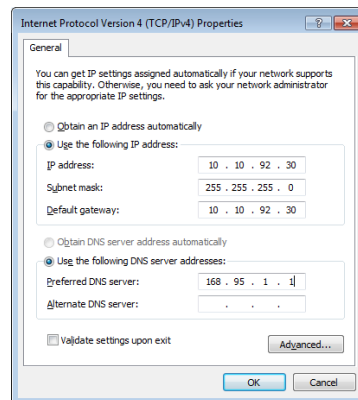 Internet Protocol Version 4 (TCP/IPv4) Properties
General
You can get IP settings assigned automatically if your network supports
this capability. Otherwise, you need to ask your network administrator
for the appropriate IP settings.
Obtain an IP address automatically
Use the following IP address:
IP address: 10 . 10 . 92 . 30
Subnet mask: 255 . 255 . 255 . 0
Default gateway: 10 . 10 . 92 . 30
Obtain DNS server address automatically
Use the following DNS server addresses:
Preferred DNS server: 168 . 95 . 1 . 1
Alternate DNS server: . . .
Validate settings upon exit
Advanced...
OK Cancel